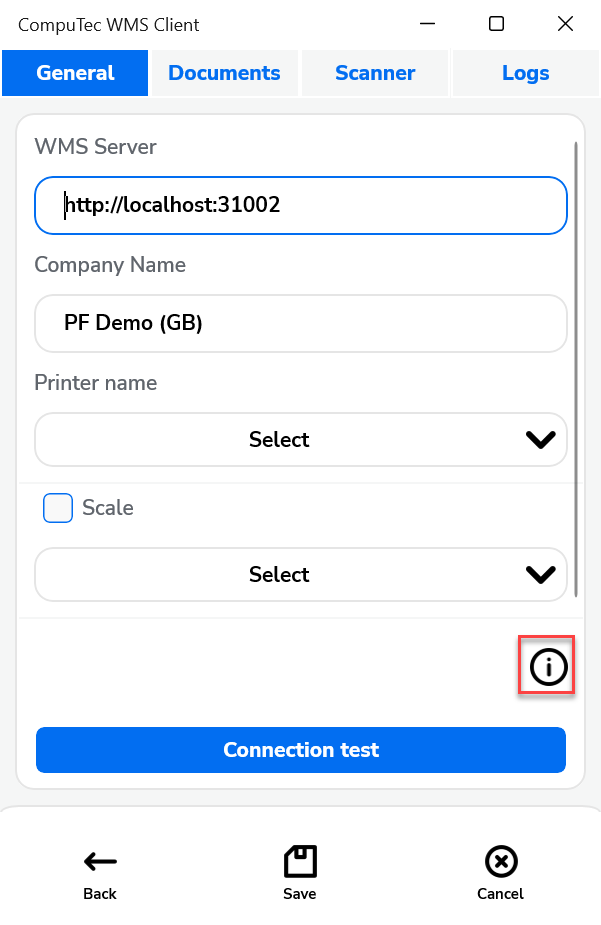 CompuTec WMS Client
General Documents Scanner Logs
WMS Server
http://localhost:31002
Company Name
PF Demo (GB)
Printer name
Select
Scale
Select
i
Connection test
Back Save Cancel